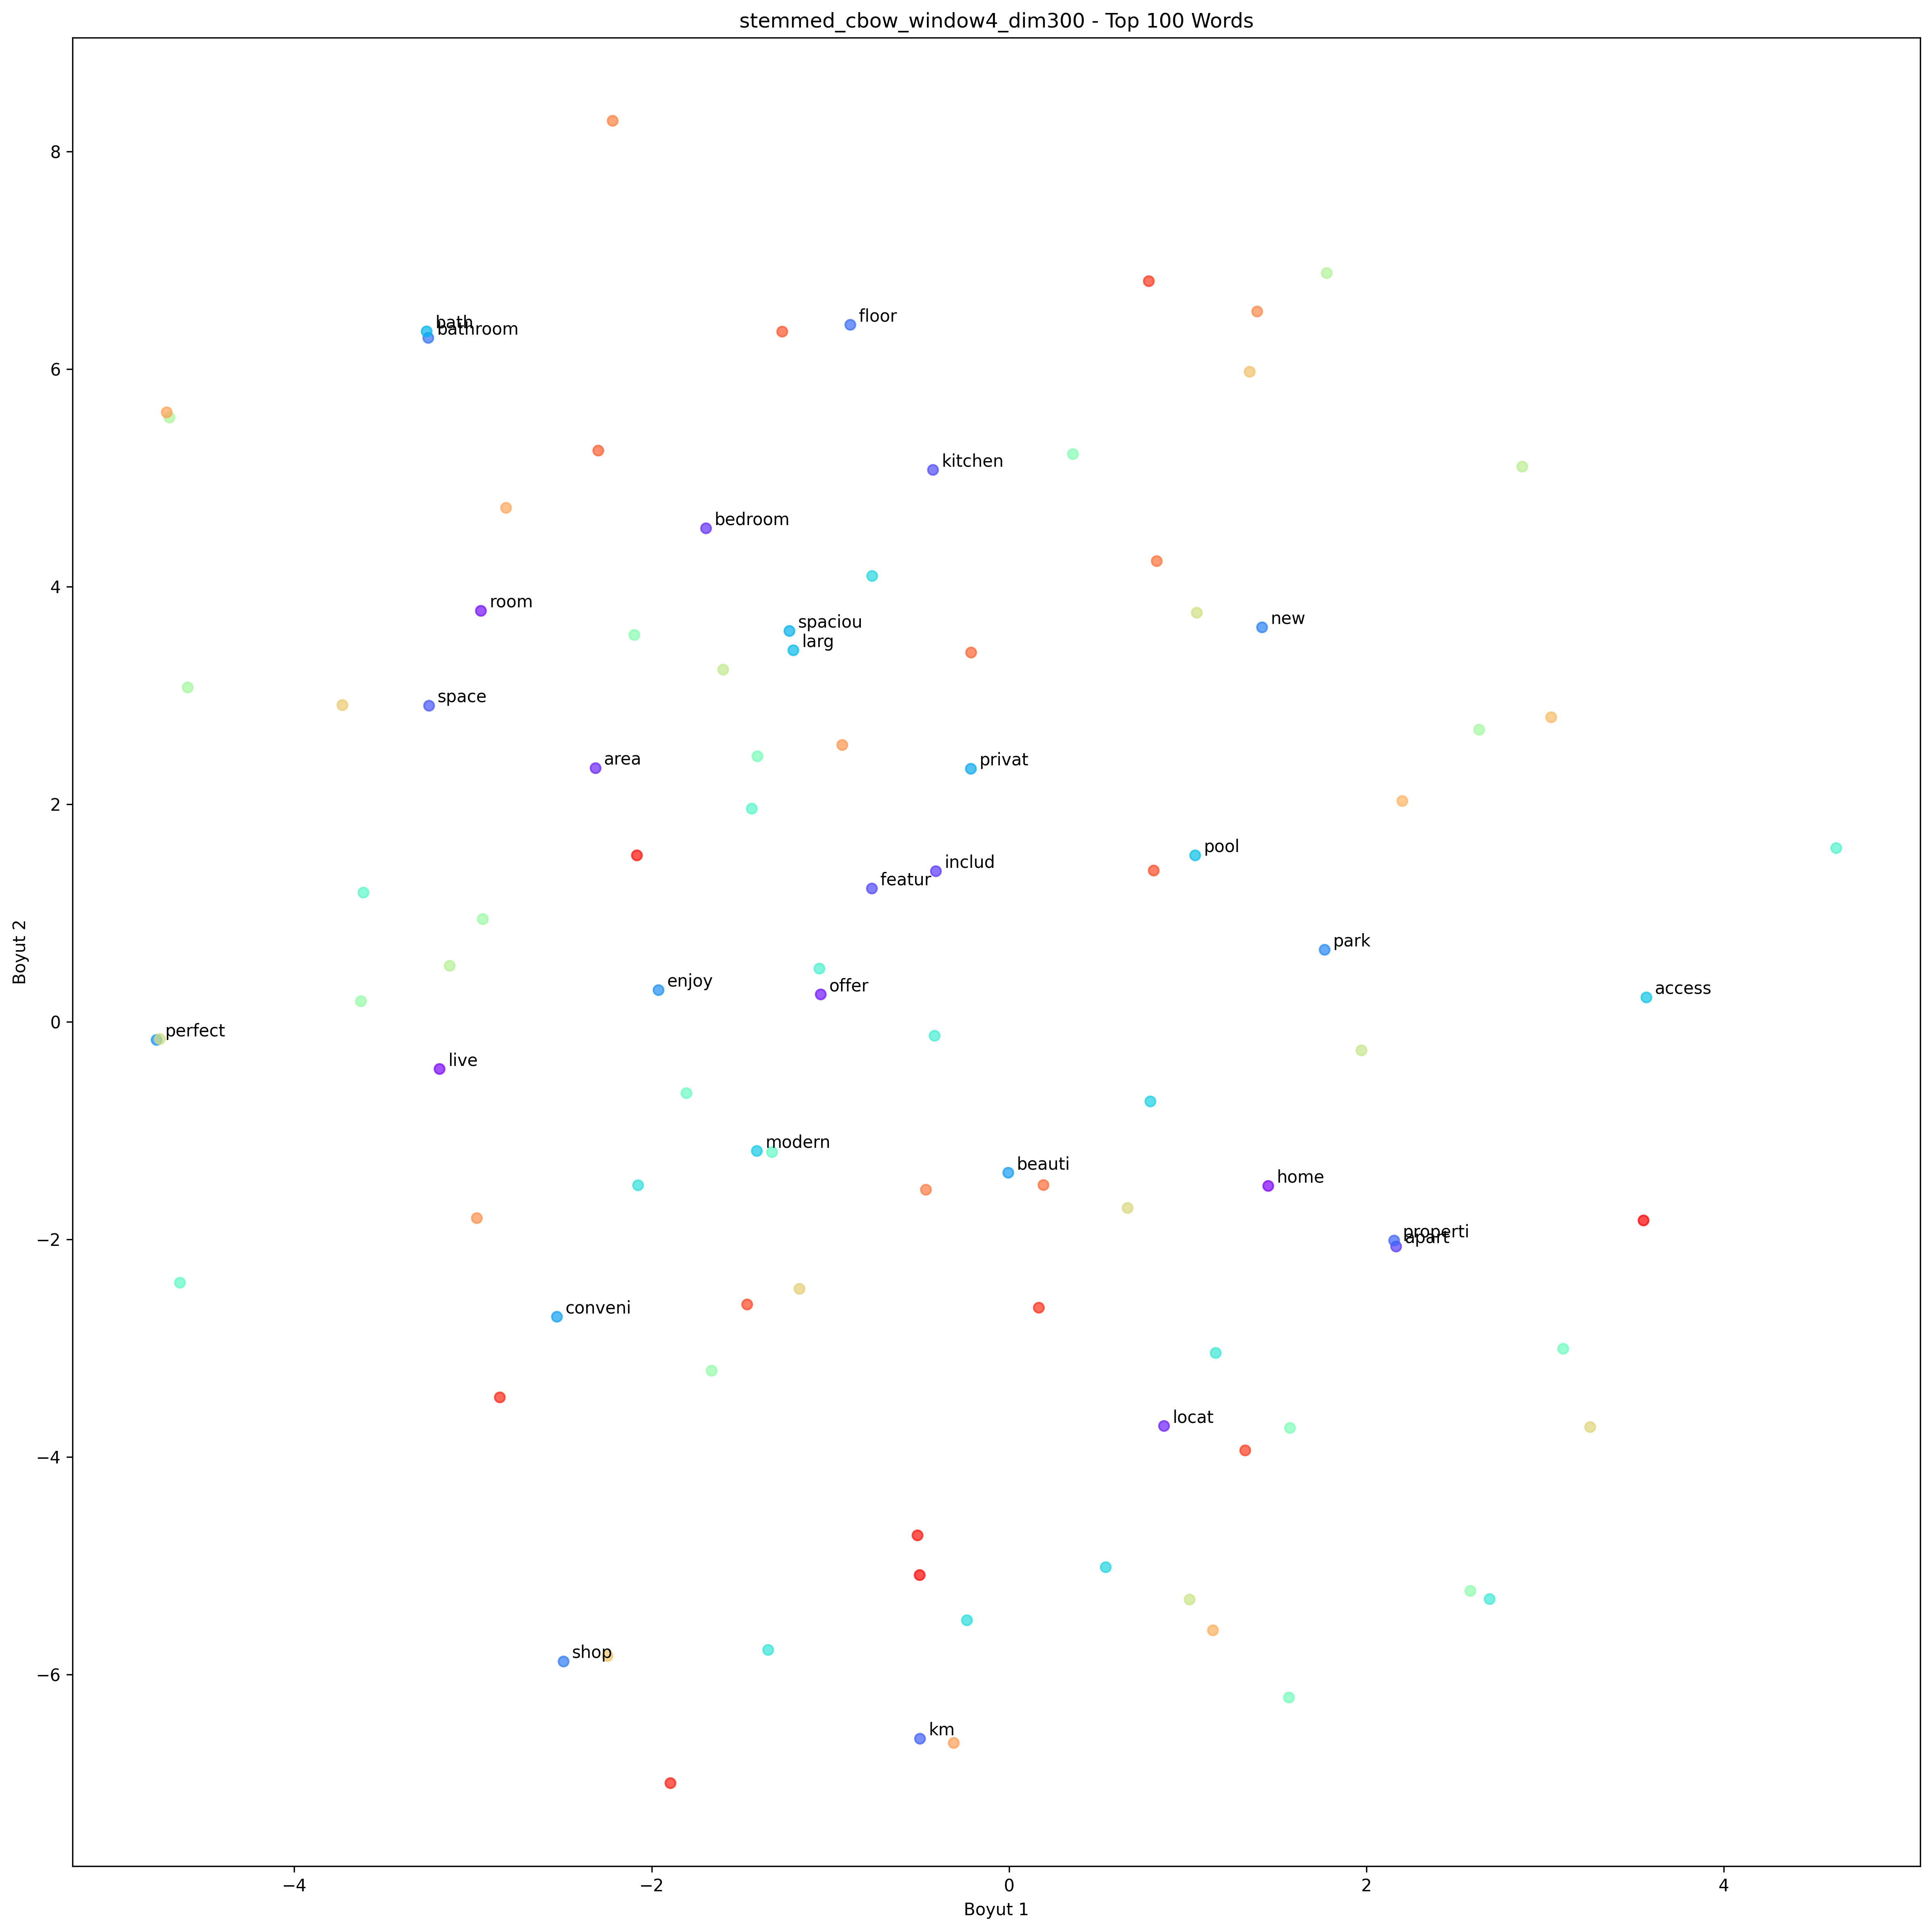 stemmed_cbow_window4_dim300 - Top 100 Words
8
6
4
2
0
−2
−4
−6
Boyut 2
bath
bathroom
floor
kitchen
bedroom
room
spaciou
larg
new
space
area
privat
pool
includ
featur
park
enjoy
offer
access
perfect
live
modern
beauti
home
properti
apart
conveni
locat
shop
km
−4
−2
0
2
4
Boyut 1